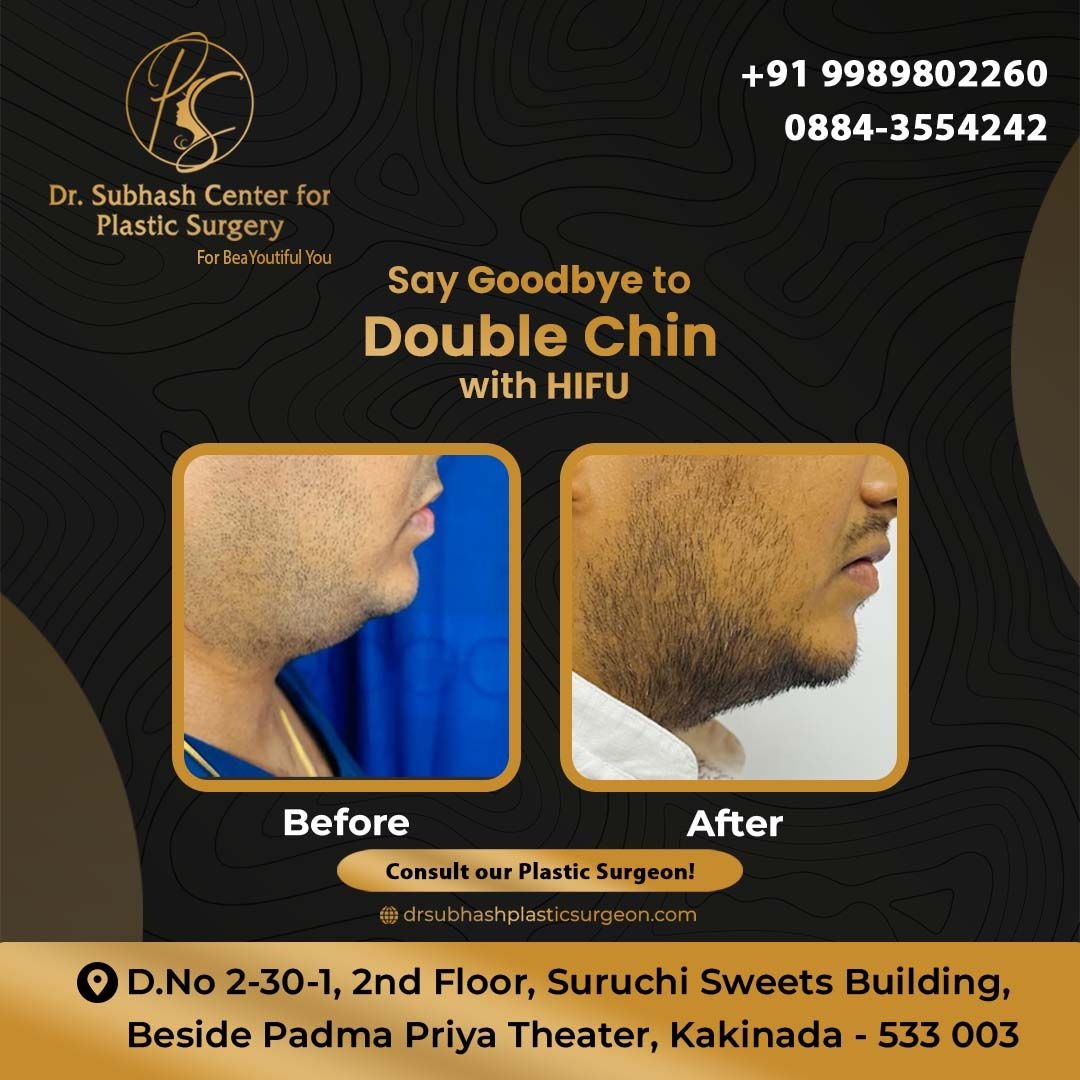 PS
Dr. Subhash Center for
Plastic Surgery
For BeaYoutiful You
+91 9989802260
0884-3554242
Say Goodbye to
Double Chin
with HIFU
Before
After
Consult our Plastic Surgeon!
drsubhashplasticsurgeon.com
D.No 2-30-1, 2nd Floor, Suruchi Sweets Building,
Beside Padma Priya Theater, Kakinada - 533 003